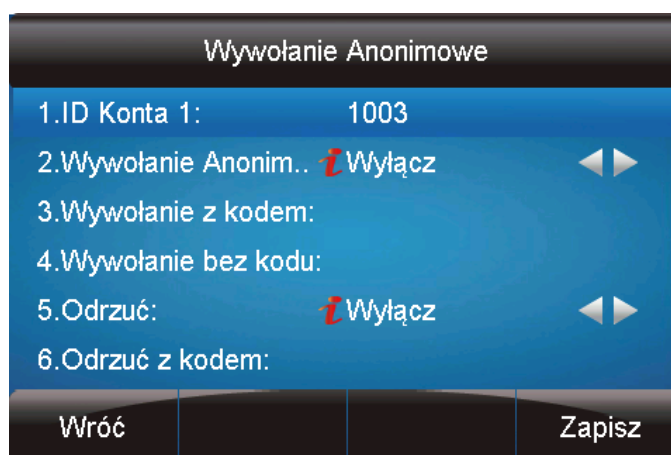 Wywołanie Anonimowe
1.ID Konta 1: 1003
2.Wywołanie Anonim.. i Wyłącz
3.Wywołanie z kodem:
4.Wywołanie bez kodu:
5.Odrzuć: i Wyłącz
6.Odrzuć z kodem:
Wróć Zapisz